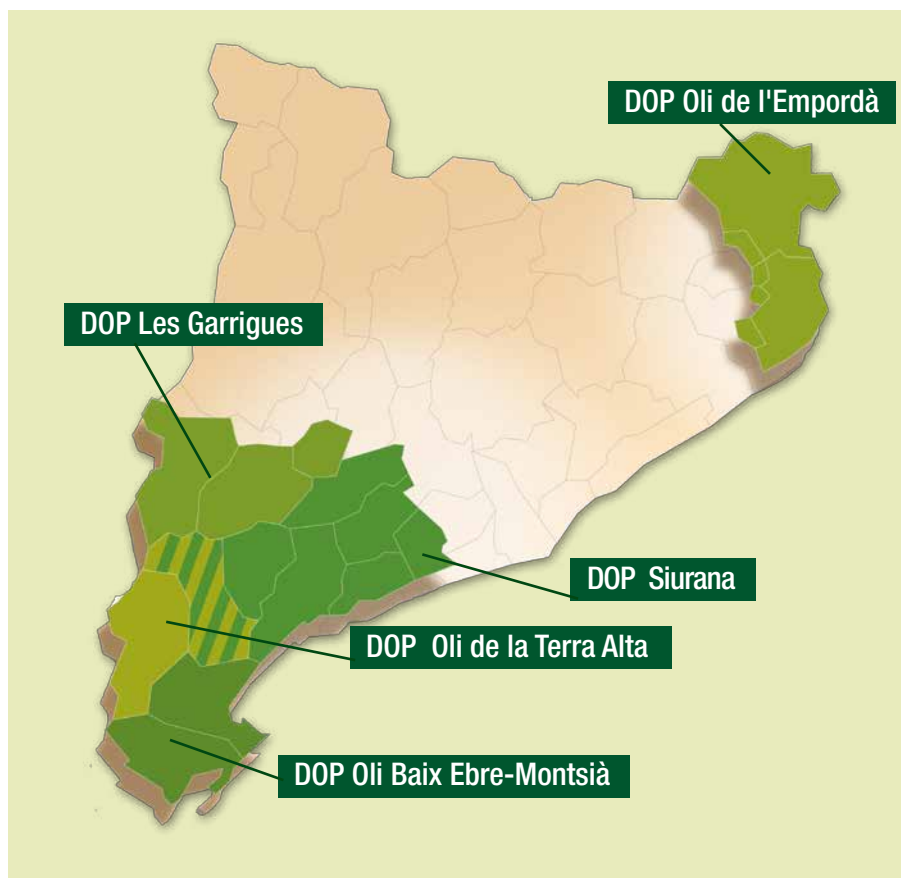 DOP Oli de l'Empordà
DOP Les Garrigues
DOP Siurana
DOP Oli de la Terra Alta
DOP Oli Baix Ebre-Montsià